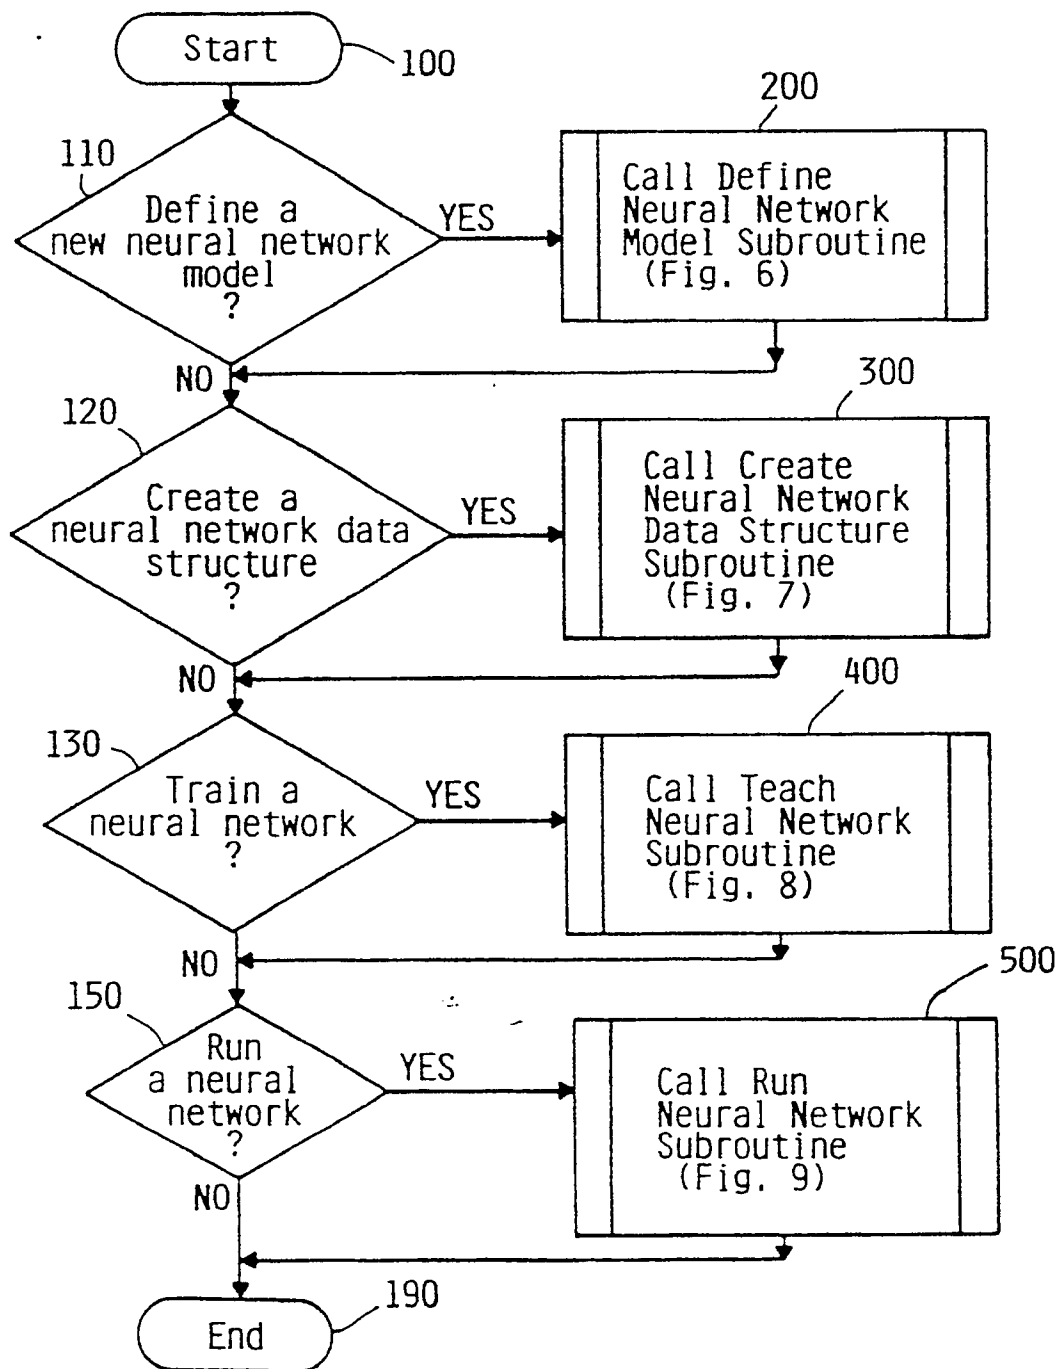 Start
100
110
Define a
new neural network
model
?
YES
200
Call Define
Neural Network
Model Subroutine
(Fig. 6)
NO
120
Create a
neural network data
structure
?
YES
300
Call Create
Neural Network
Data Structure
Subroutine
(Fig. 7)
NO
130
Train a
neural network
?
YES
400
Call Teach
Neural Network
Subroutine
(Fig. 8)
NO
150
Run
a neural
network
?
YES
500
Call Run
Neural Network
Subroutine
(Fig. 9)
NO
190
End